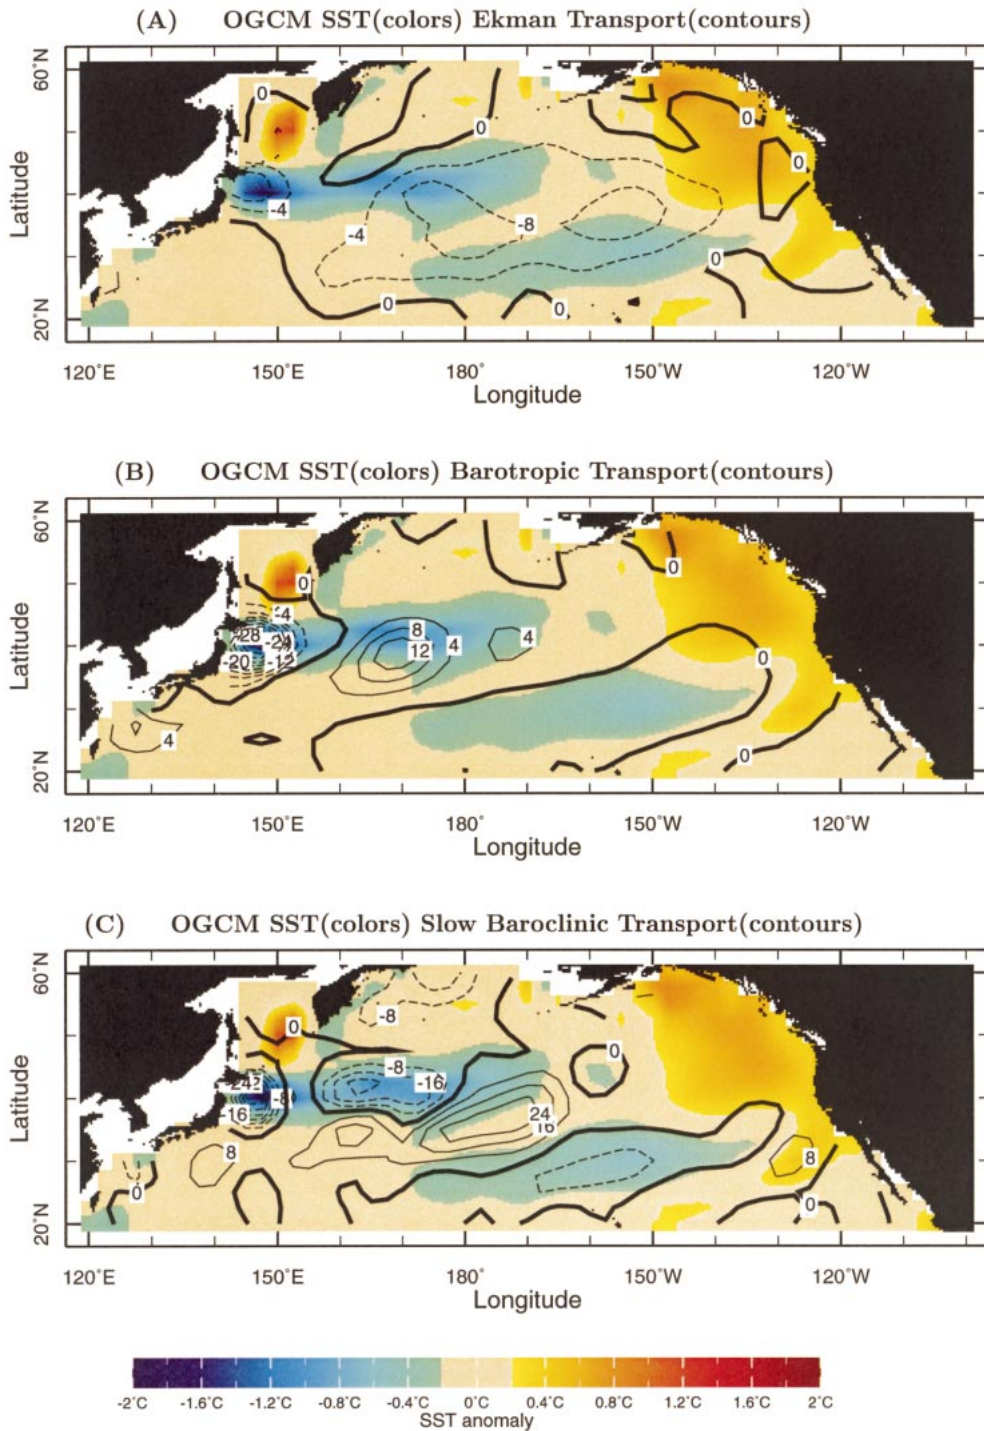 (A) OGCM SST(colors) Ekman Transport(contours)
60˚N
Latitude
20˚N
0
0
0
0
-4
-8
-4
0
0
0
120˚E 150˚E 180˚ 150˚W 120˚W
Longitude
(B) OGCM SST(colors) Barotropic Transport(contours)
60˚N
Latitude
20˚N
0
0
-4
8
-28
-24
4
4
12
-20
-12
0
4
0
120˚E 150˚E 180˚ 150˚W 120˚W
Longitude
(C) OGCM SST(colors) Slow Baroclinic Transport(contours)
60˚N
Latitude
20˚N
-8
0
0
-8
-16
-8
-16
24
16
8
8
0
0
120˚E 150˚E 180˚ 150˚W 120˚W
Longitude
-2˚C -1.6˚C -1.2˚C -0.8˚C -0.4˚C 0˚C 0.4˚C 0.8˚C 1.2˚C 1.6˚C 2˚C
SST anomaly